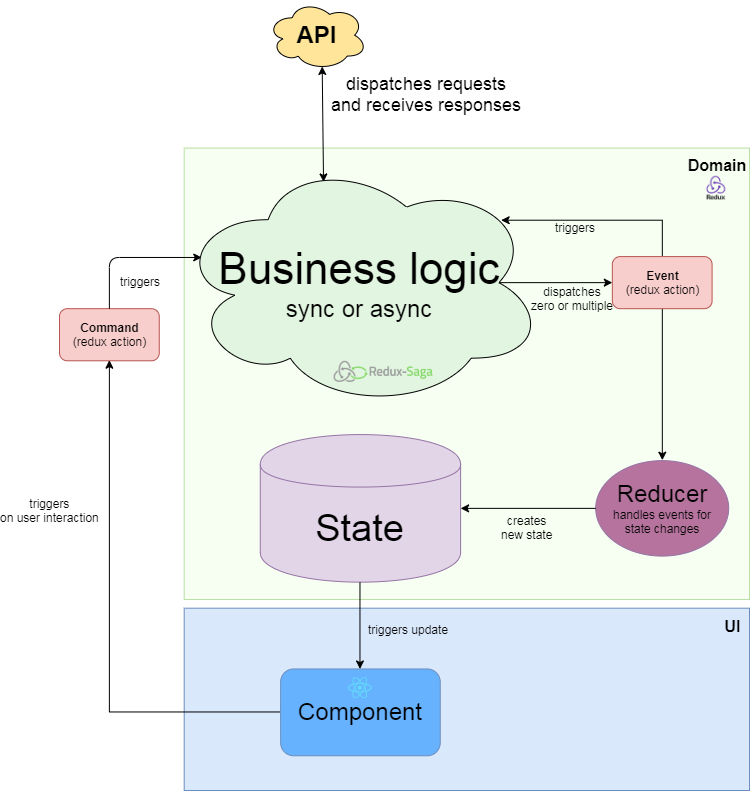 API
dispatches requests
and receives responses
Domain
Redux
triggers
Business logic
sync or async
Event
(redux action)
triggers
dispatches
zero or multiple
Command
(redux action)
Redux-Saga
State
Reducer
handles events for
state changes
triggers
on user interaction
creates
new state
UI
triggers update
Component